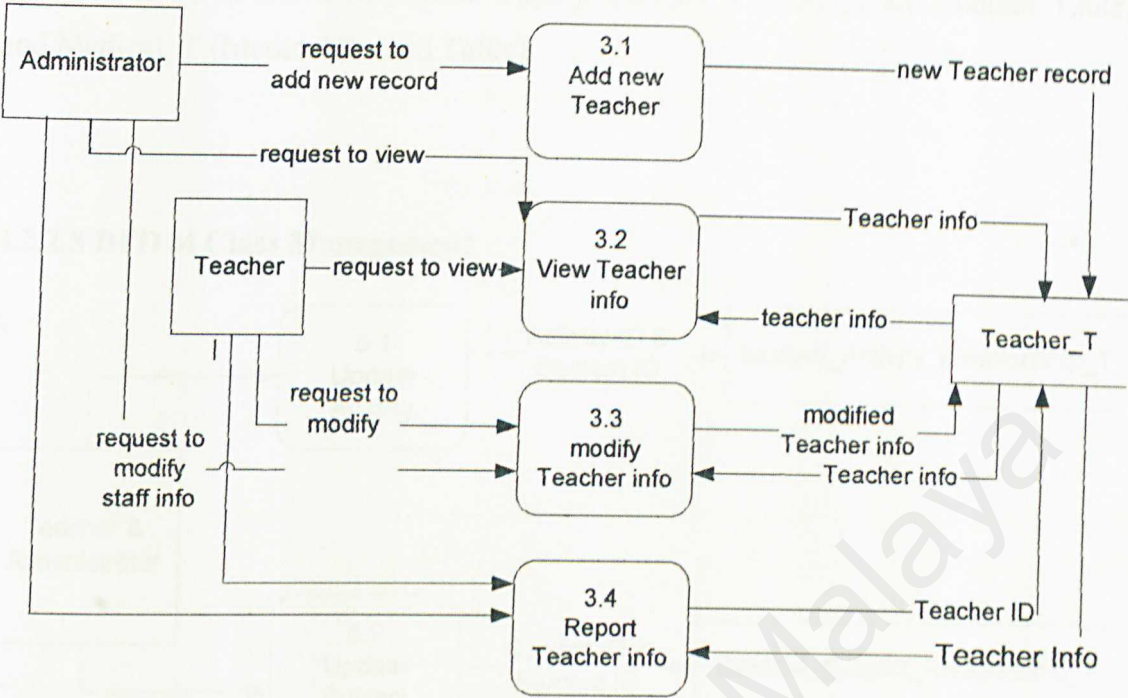 Administrator
request to
add new record
3.1
Add new
Teacher
new Teacher record
request to view
Teacher
request to view
3.2
View Teacher
info
Teacher info
teacher info
Teacher_T
request to
modify
request to
modify
staff info
3.3
modify
Teacher info
modified
Teacher info
Teacher info
3.4
Report
Teacher info
Teacher ID
Teacher Info
Malaya